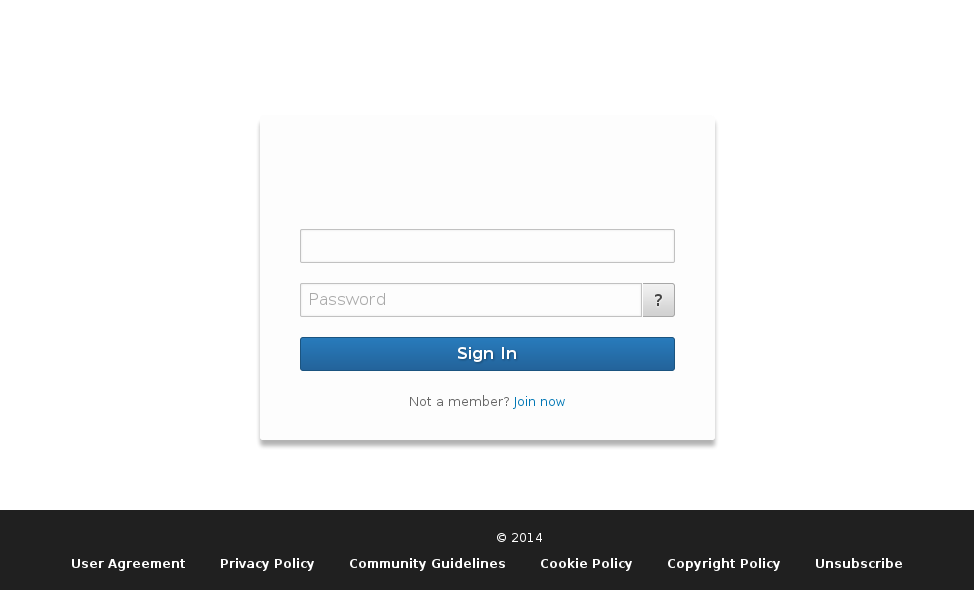 Password
?
Sign In
Not a member? Join now
© 2014
User Agreement Privacy Policy Community Guidelines Cookie Policy Copyright Policy Unsubscribe